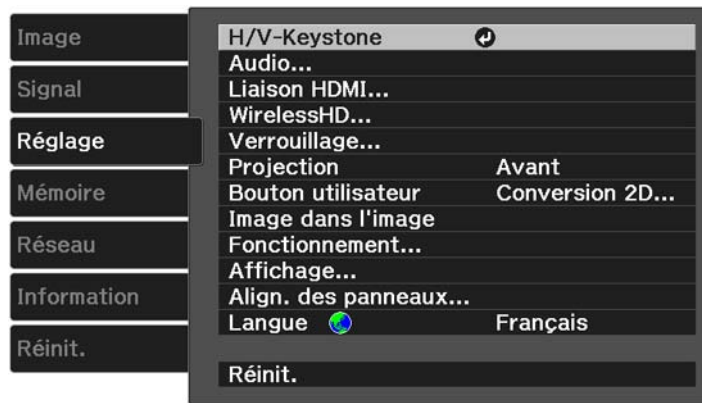 Image
Signal
Réglage
Mémoire
Réseau
Information
Réinit.
H/V-Keystone
Audio...
Liaison HDMI...
WirelessHD...
Verrouillage...
Projection Avant
Bouton utilisateur Conversion 2D...
Image dans l'image
Fonctionnement...
Affichage...
Align. des panneaux...
Langue Français
Réinit.